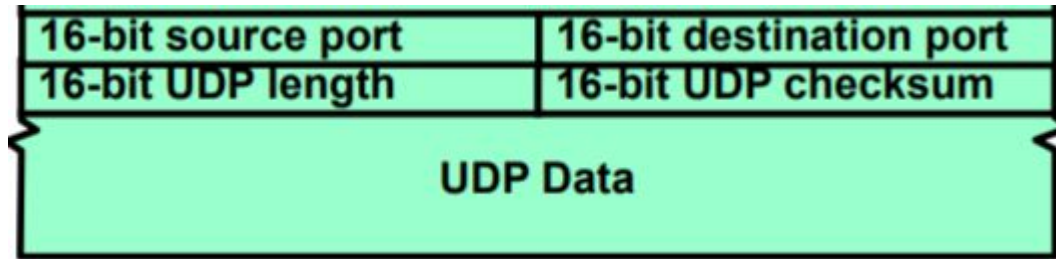 16-bit source port 16-bit destination port
16-bit UDP length 16-bit UDP checksum
UDP Data